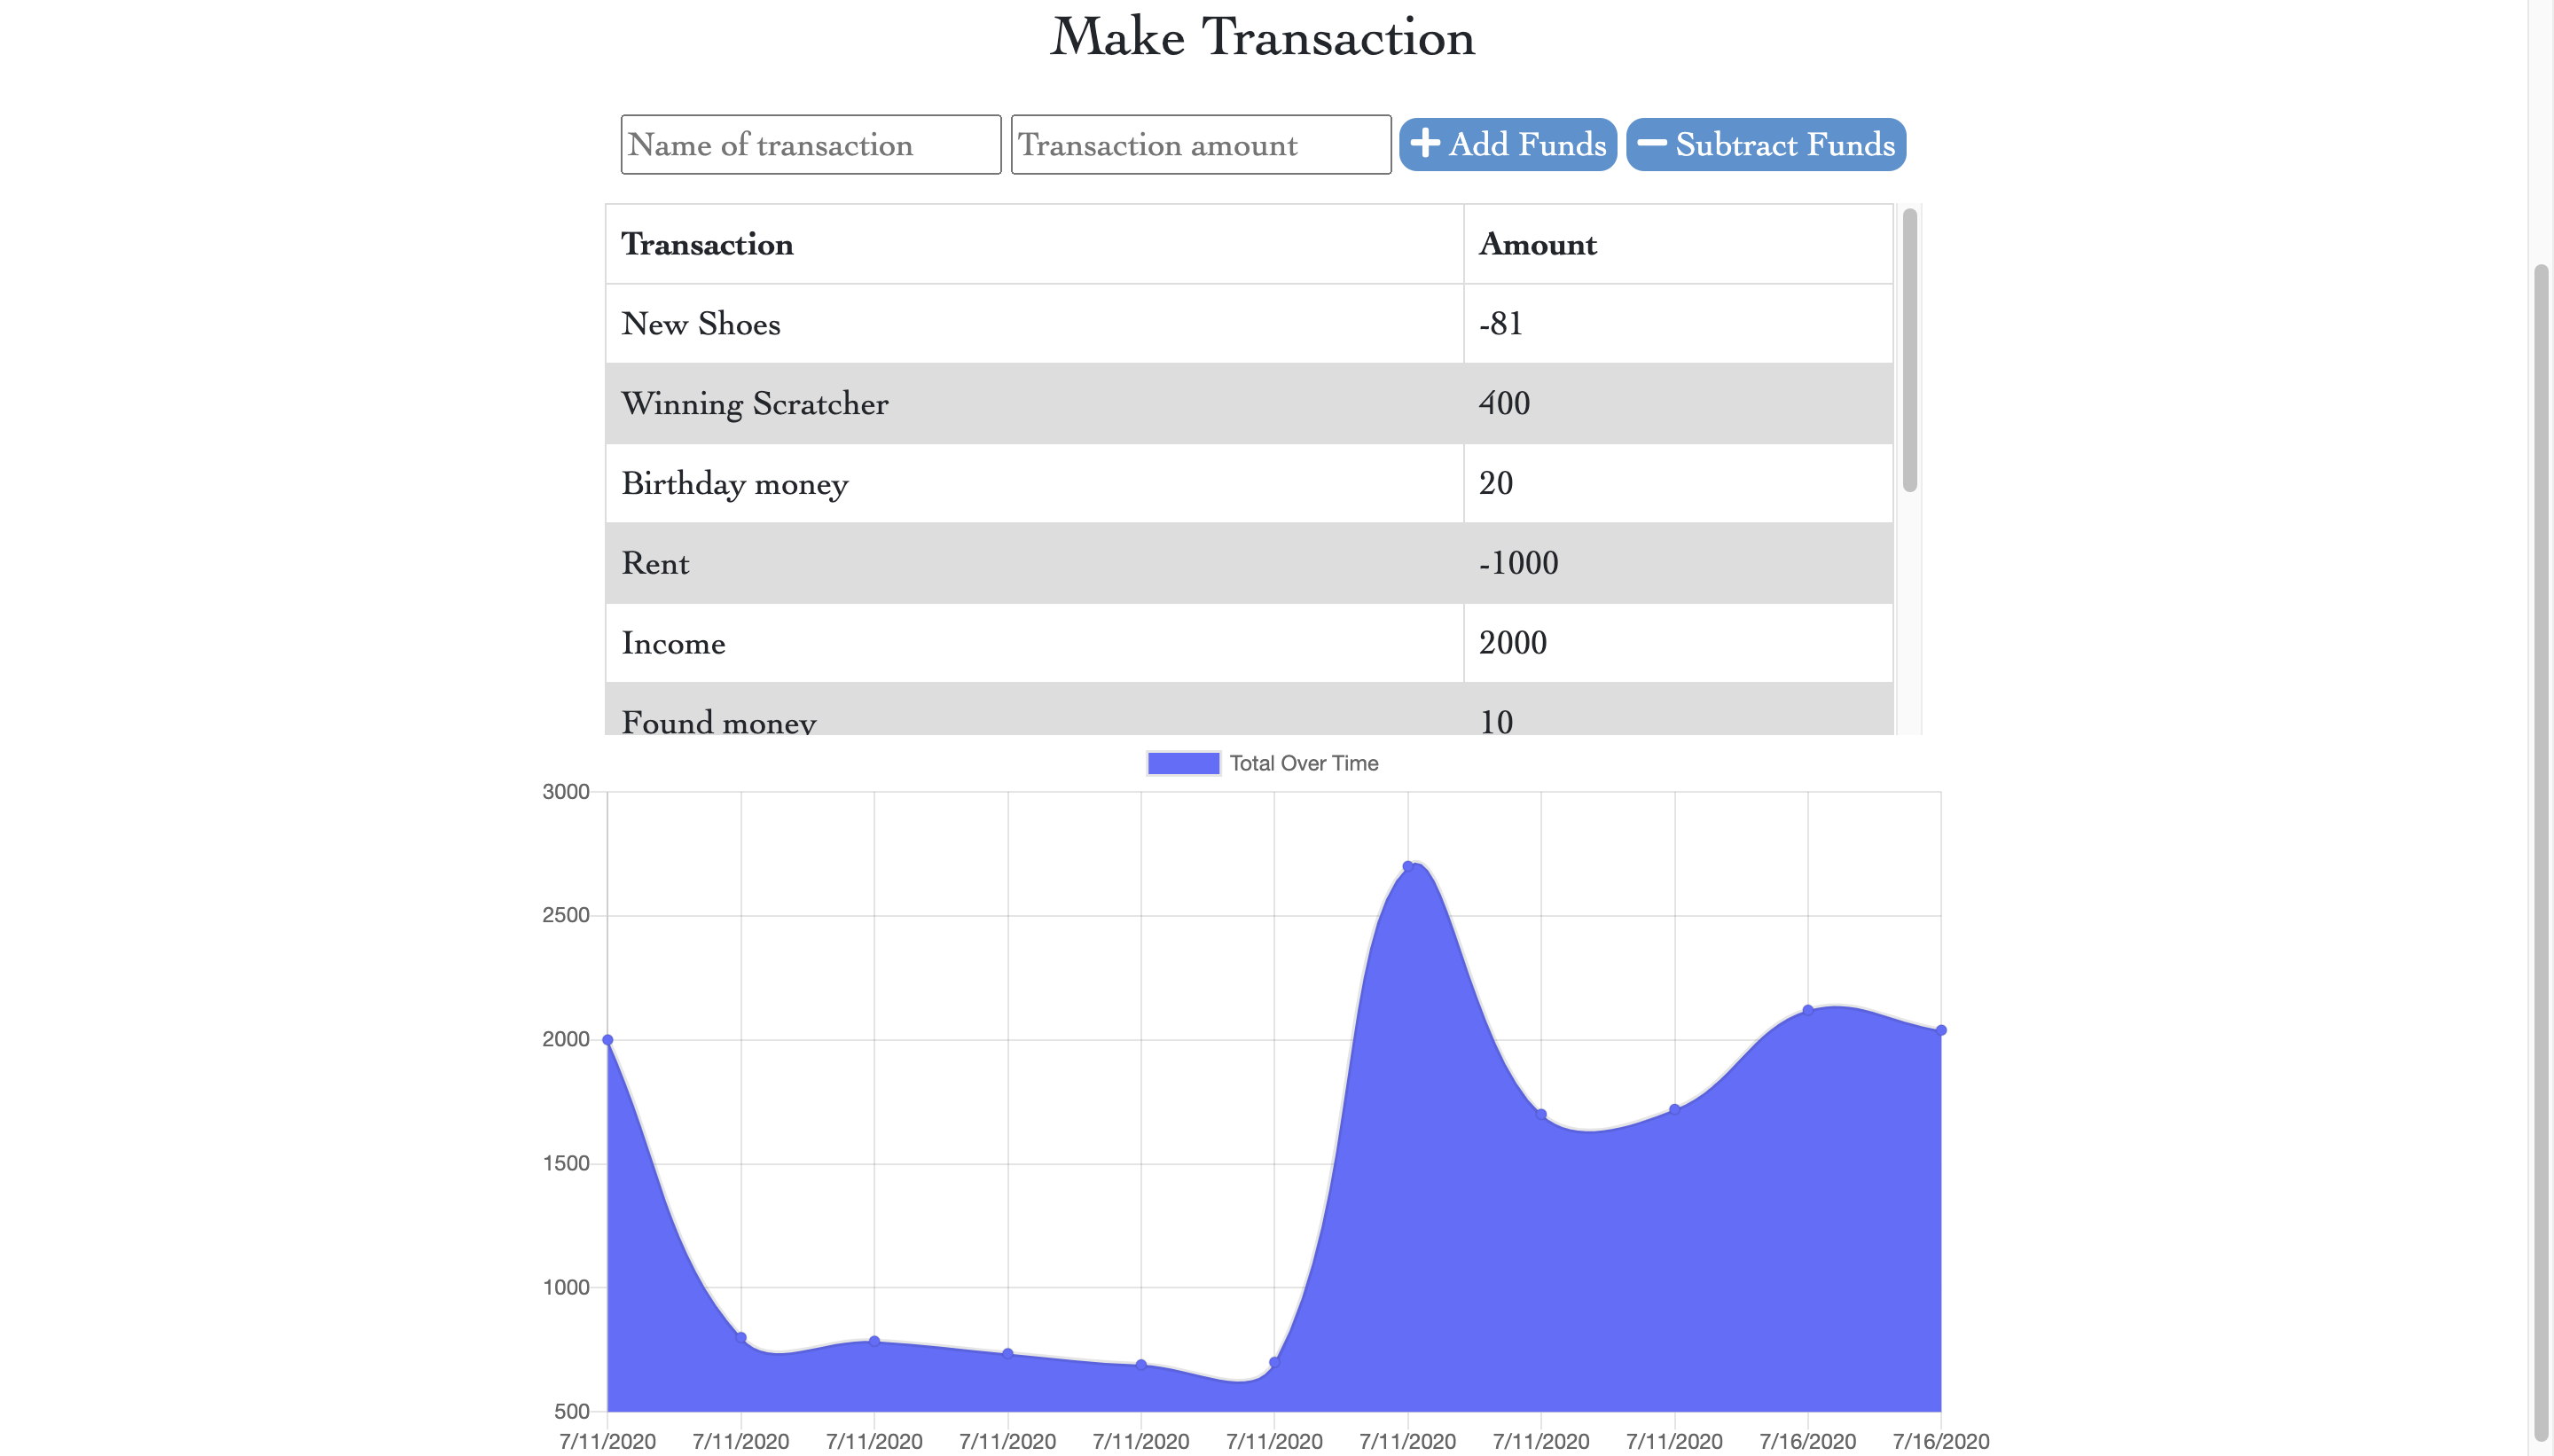 Make Transaction
Name of transaction Transaction amount Add Funds Subtract Funds
Transaction Amount
New Shoes -81
Winning Scratcher 400
Birthday money 20
Rent -1000
Income 2000
Found money 10
Total Over Time
3000
2500
2000
1500
1000
500
7/11/2020 7/11/2020 7/11/2020 7/11/2020 7/11/2020 7/11/2020 7/11/2020 7/11/2020 7/11/2020 7/16/2020 7/16/2020